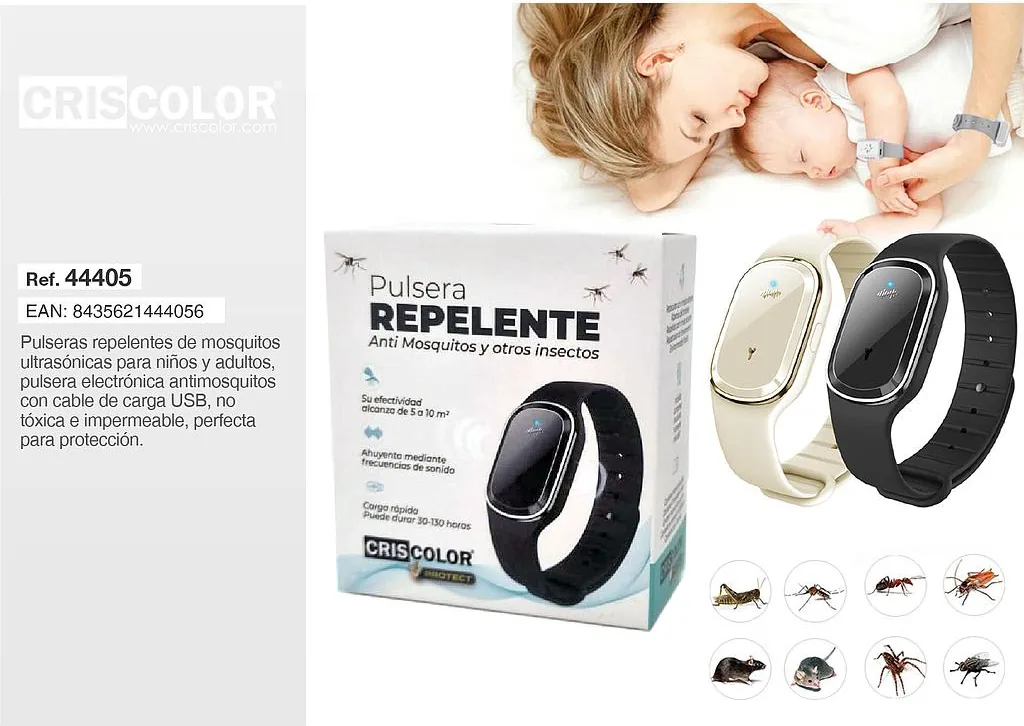 CRISCOLOR®
www.criscolor.com
Ref. 44405
EAN: 8435621444056
Pulseras repelentes de mosquitos
ultrasónicas para niños y adultos,
pulsera electrónica antimosquitos
con cable de carga USB, no
tóxica e impermeable, perfecta
para protección.
Pulsera
REPELENTE
Anti Mosquitos y otros insectos
Su efectividad
alcanza de 5 a 10 m²
Ahuyenta mediante
frecuencias de sonido
Carga rápida
Puede durar 30-130 horas
CRISCOLOR®
PROTECT